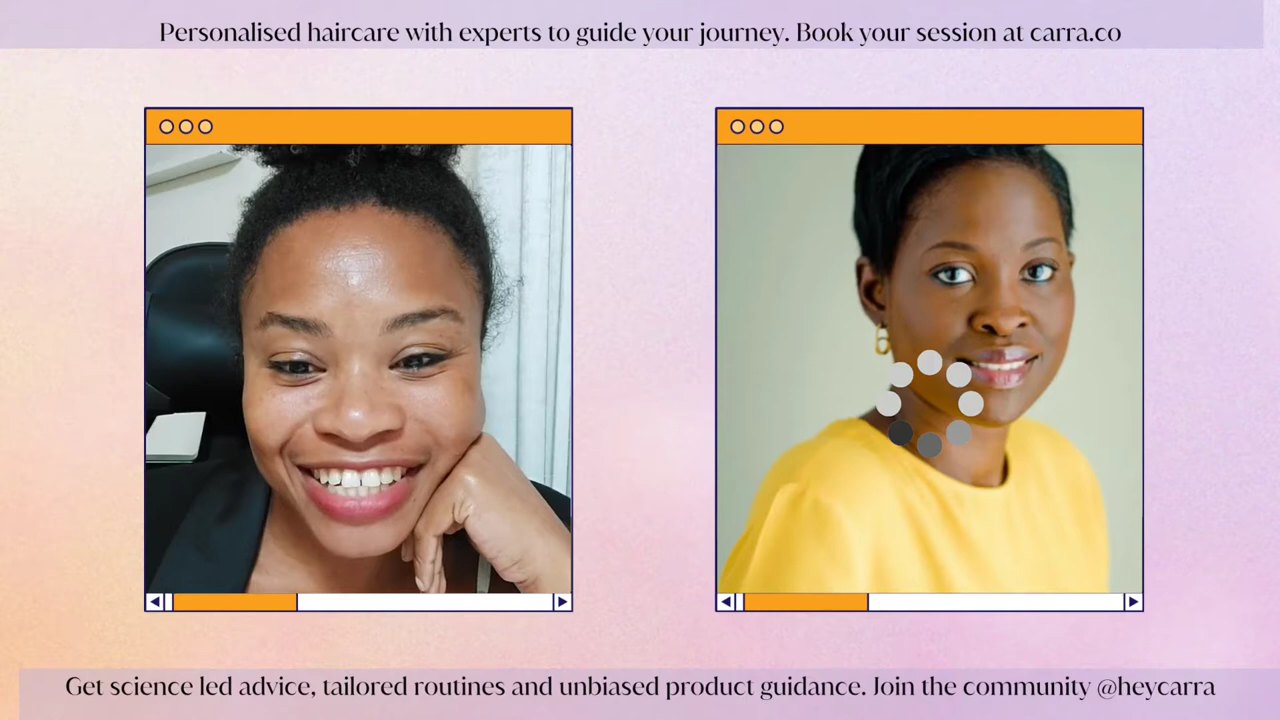 Personalised haircare with experts to guide your journey. Book your session at carra.co
Get science led advice, tailored routines and unbiased product guidance. Join the community @heycarra